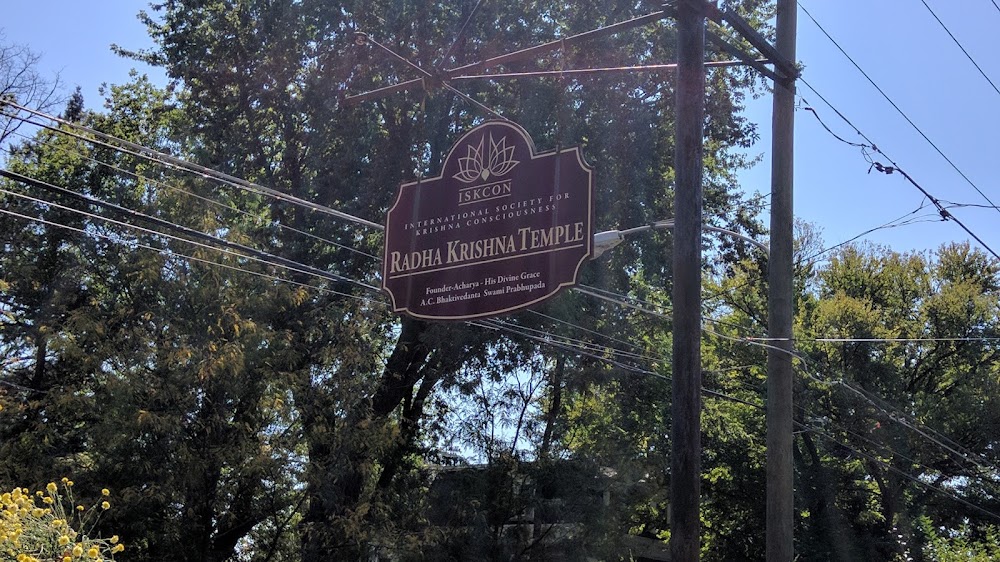 ISKCON
INTERNATIONAL SOCIETY FOR
KRISHNA CONSCIOUSNESS
RADHA KRISHNA TEMPLE
Founder-Acharya - His Divine Grace
A.C. Bhaktivedanta Swami Prabhupada